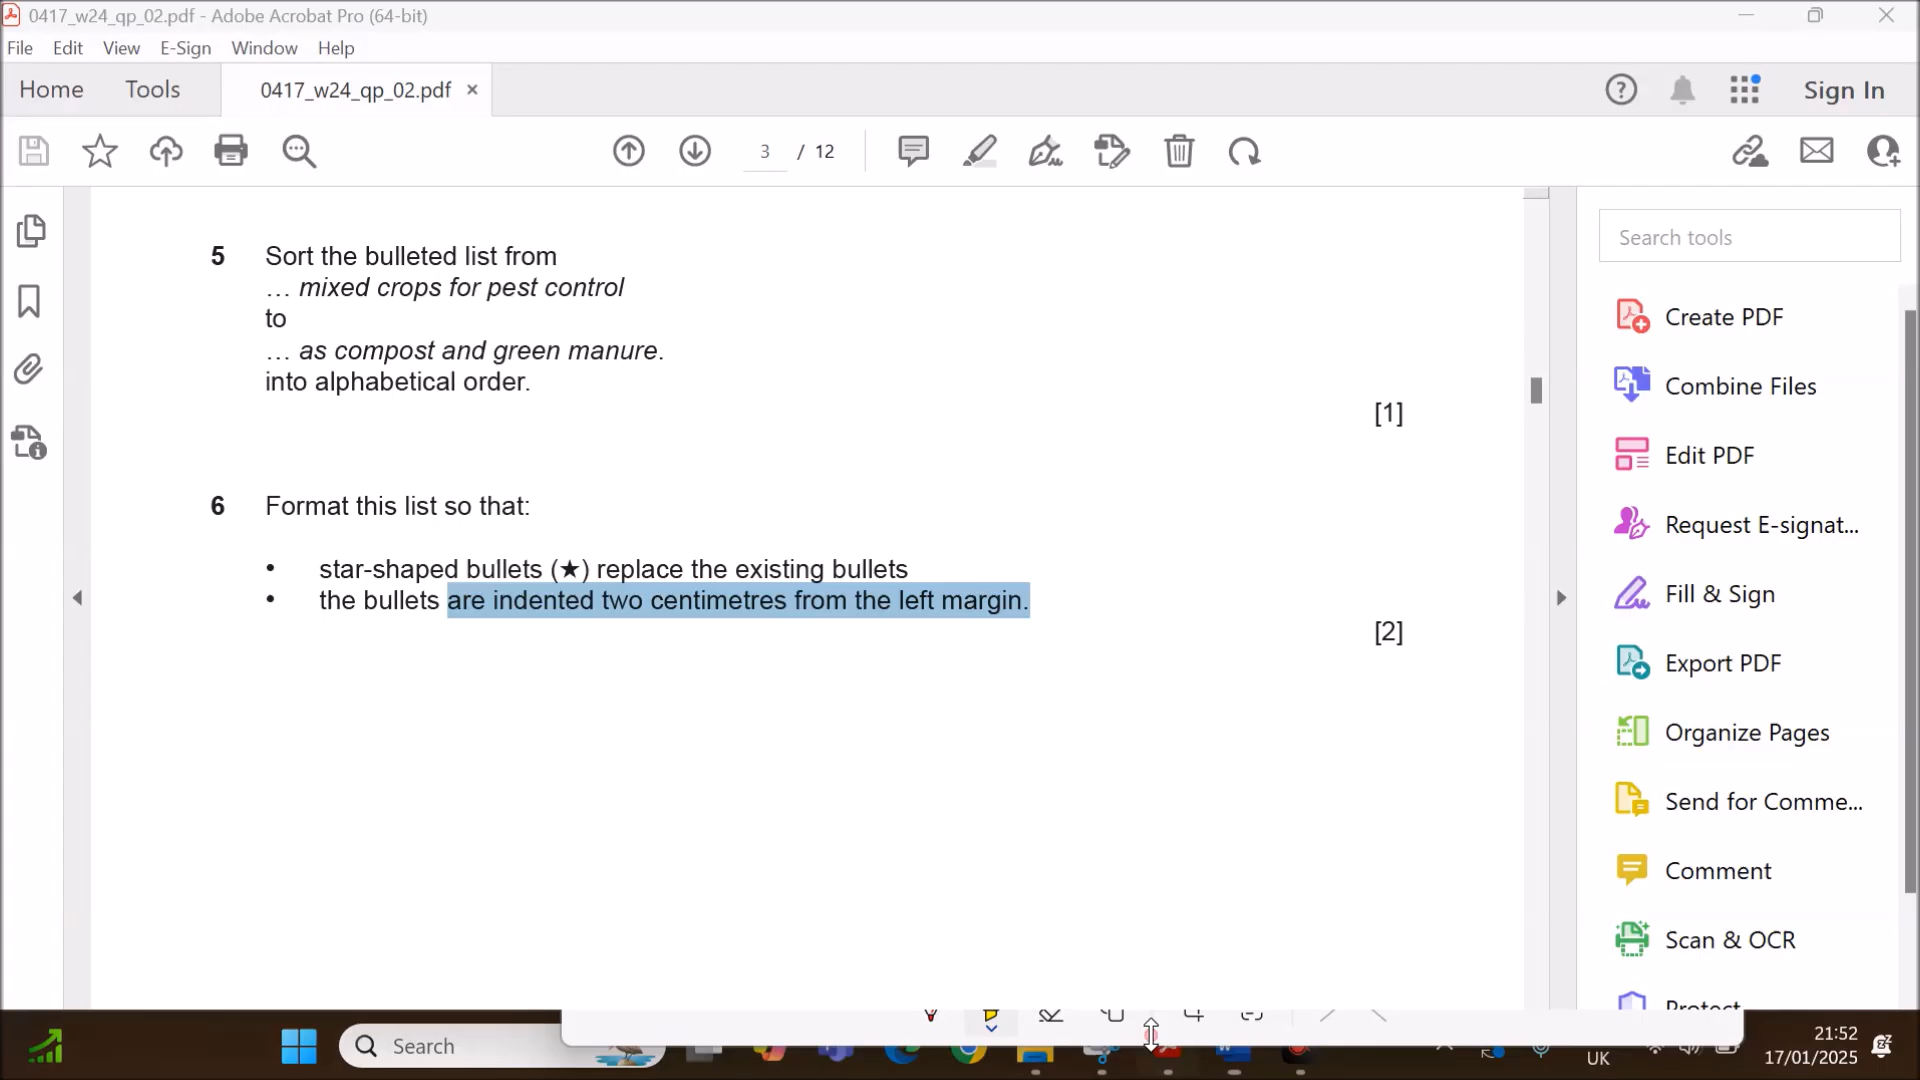 0417_w24_qp_02.pdf - Adobe Acrobat Pro (64-bit)
File Edit View E-Sign Window Help
Home Tools 0417_w24_qp_02.pdf × Sign In
3 / 12
5 Sort the bulleted list from
… mixed crops for pest control
to
… as compost and green manure.
into alphabetical order.
[1]
6 Format this list so that:
• star-shaped bullets (★) replace the existing bullets
• the bullets are indented two centimetres from the left margin.
[2]
Search tools
Create PDF
Combine Files
Edit PDF
Request E-signat...
Fill & Sign
Export PDF
Organize Pages
Send for Comme...
Comment
Scan & OCR
Protect
Search
UK
21:52
17/01/2025